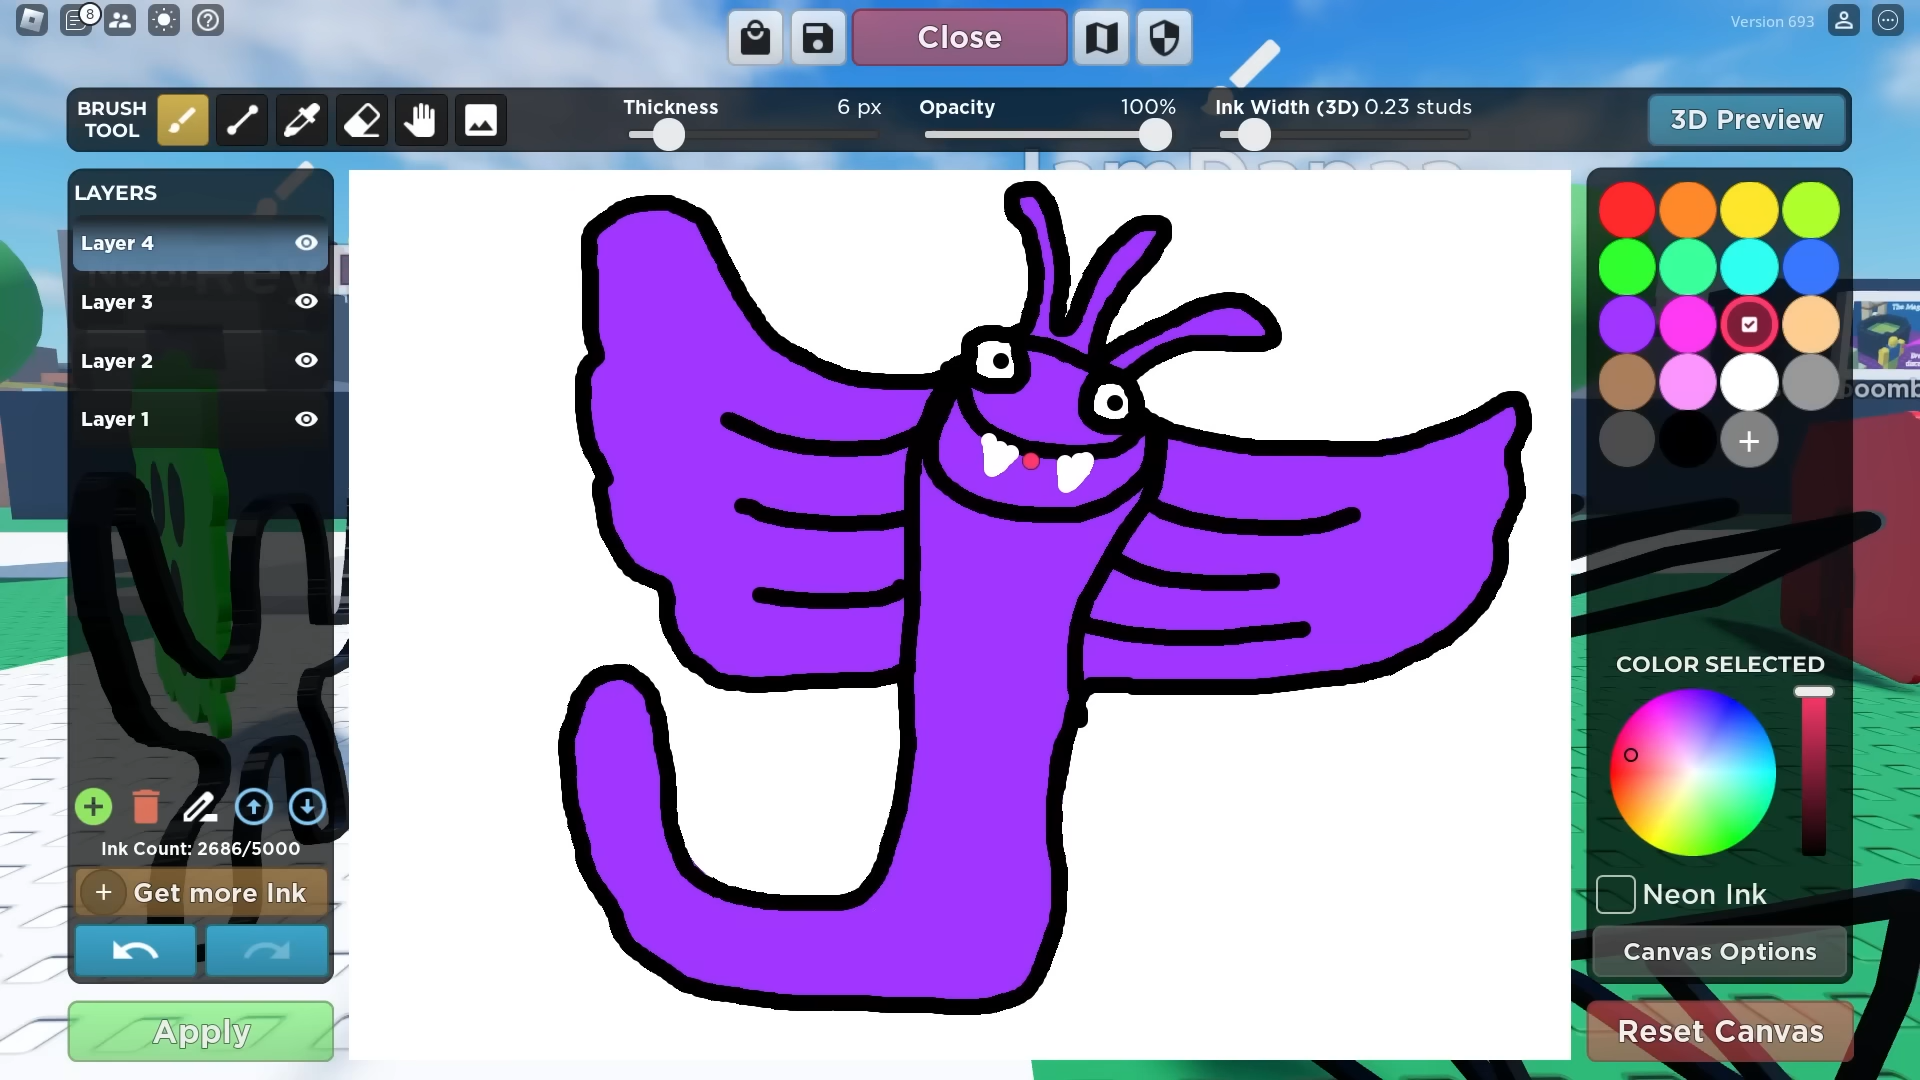 8
Close
Version 693
BRUSH
TOOL
Thickness 6 px
Opacity 100%
Ink Width (3D) 0.23 studs
3D Preview
LAYERS
Layer 4
Layer 3
Layer 2
Layer 1
Ink Count: 2686/5000
+ Get more Ink
Apply
COLOR SELECTED
Neon Ink
Canvas Options
Reset Canvas